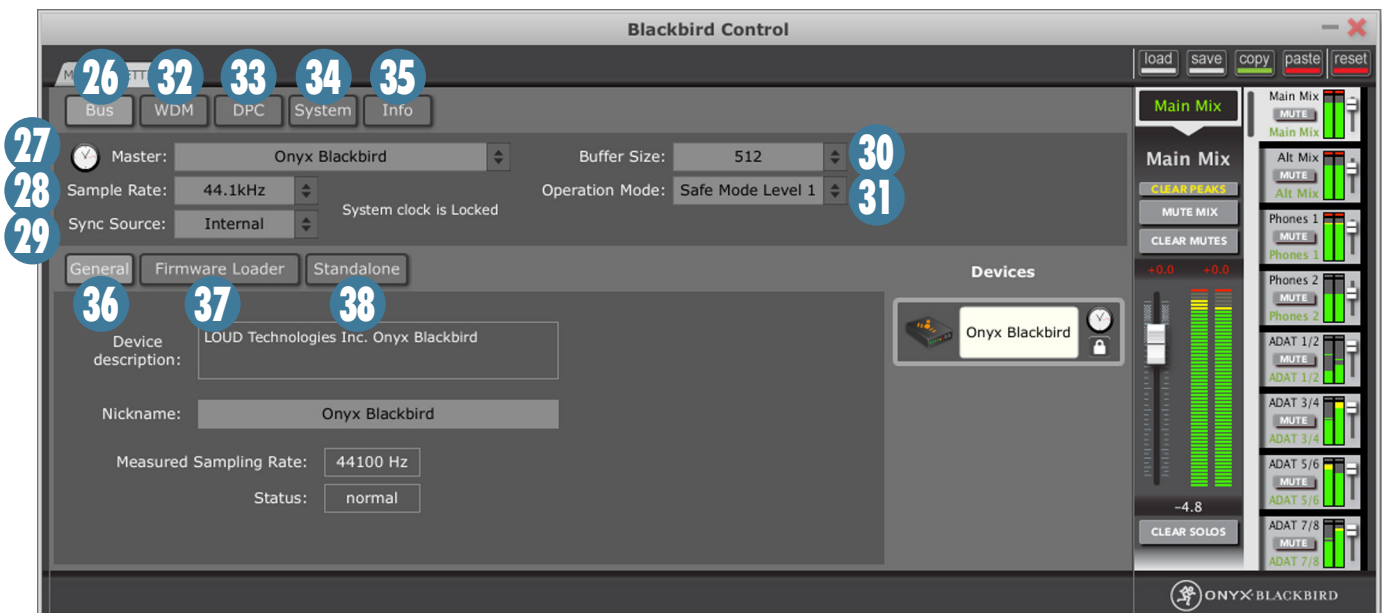 Blackbird Control
load save copy paste reset
26 32 33 34 35
Bus WDM DPC System Info
27 Master: Onyx Blackbird Buffer Size: 512 30
28 Sample Rate: 44.1kHz Operation Mode: Safe Mode Level 1 31
System clock is Locked
29 Sync Source: Internal
General Firmware Loader Standalone
36 37 38
Device
description:
LOUD Technologies Inc. Onyx Blackbird
Nickname: Onyx Blackbird
Measured Sampling Rate: 44100 Hz
Status: normal
Devices
Onyx Blackbird
Main Mix
Main Mix
CLEAR PEAKS
MUTE MIX
CLEAR MUTES
+0.0 +0.0
-4.8
CLEAR SOLOS
Main Mix
MUTE
Main Mix
Alt Mix
MUTE
Alt Mix
Phones 1
MUTE
Phones 1
Phones 2
MUTE
Phones 2
ADAT 1/2
MUTE
ADAT 1/2
ADAT 3/4
MUTE
ADAT 3/4
ADAT 5/6
MUTE
ADAT 5/6
ADAT 7/8
MUTE
ADAT 7/8
ONYX·BLACKBIRD